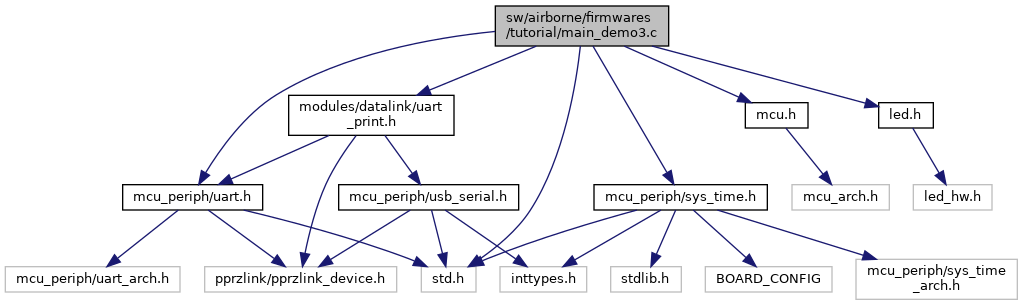 sw/airborne/firmwares
/tutorial/main_demo3.c
modules/datalink/uart
_print.h
mcu.h
led.h
mcu_periph/uart.h
mcu_periph/usb_serial.h
mcu_periph/sys_time.h
mcu_arch.h
led_hw.h
mcu_periph/uart_arch.h
pprzlink/pprzlink_device.h
std.h
inttypes.h
stdlib.h
BOARD_CONFIG
mcu_periph/sys_time
_arch.h